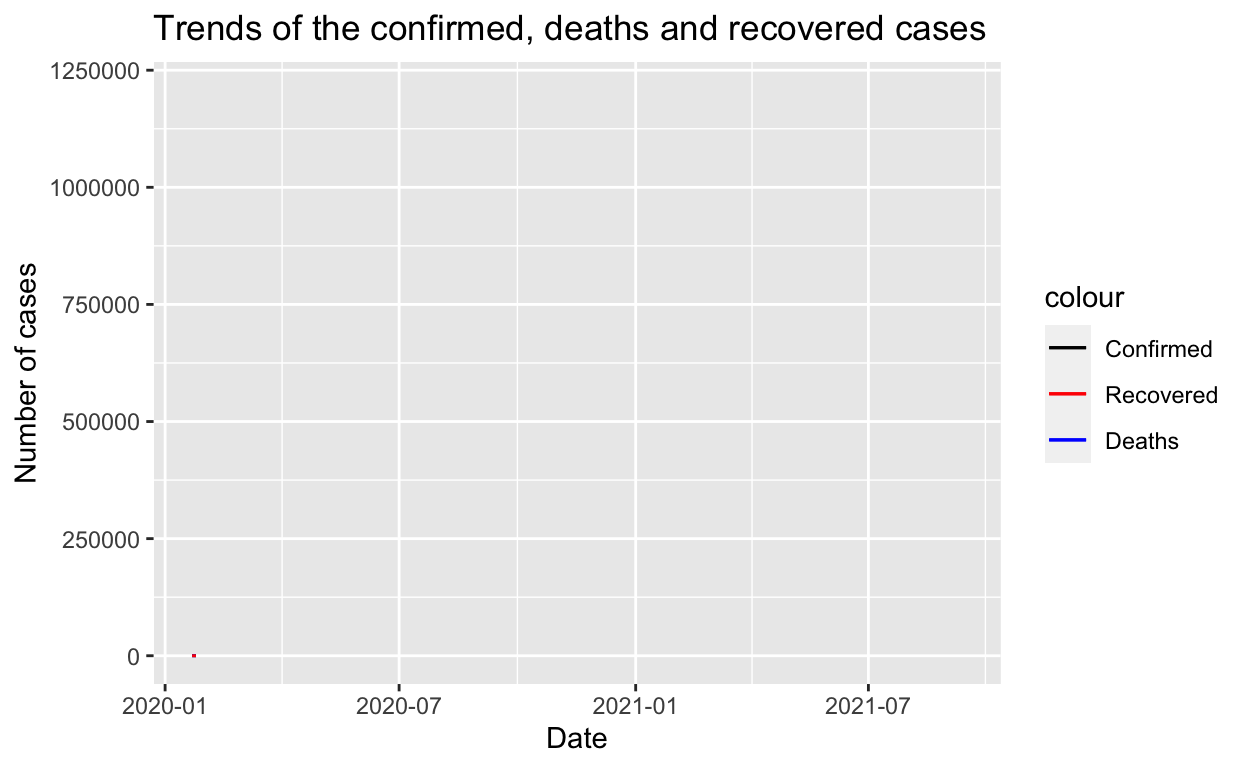 Trends of the confirmed, deaths and recovered cases
1250000
1000000
750000
500000
250000
0
Number of cases
2020-01
2020-07
2021-01
2021-07
Date
colour
Confirmed
Recovered
Deaths